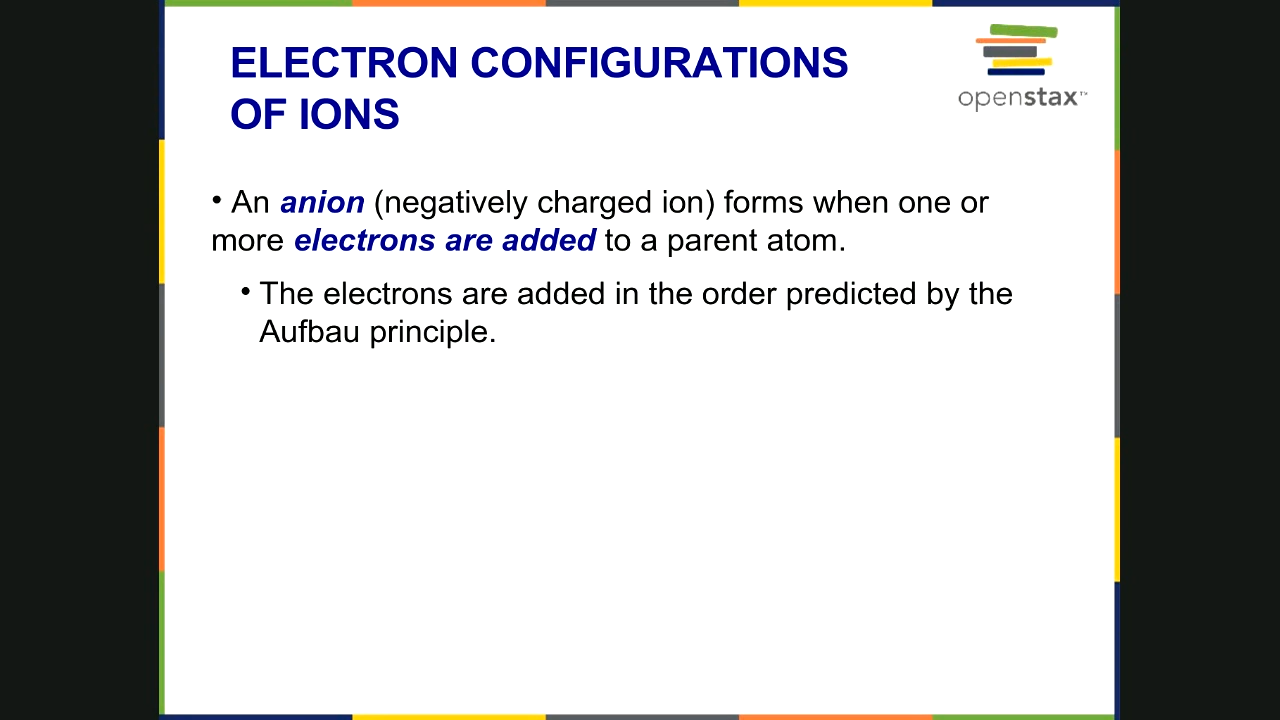 ELECTRON CONFIGURATIONS
OF IONS
openstax™
• An anion (negatively charged ion) forms when one or
more electrons are added to a parent atom.
• The electrons are added in the order predicted by the
Aufbau principle.